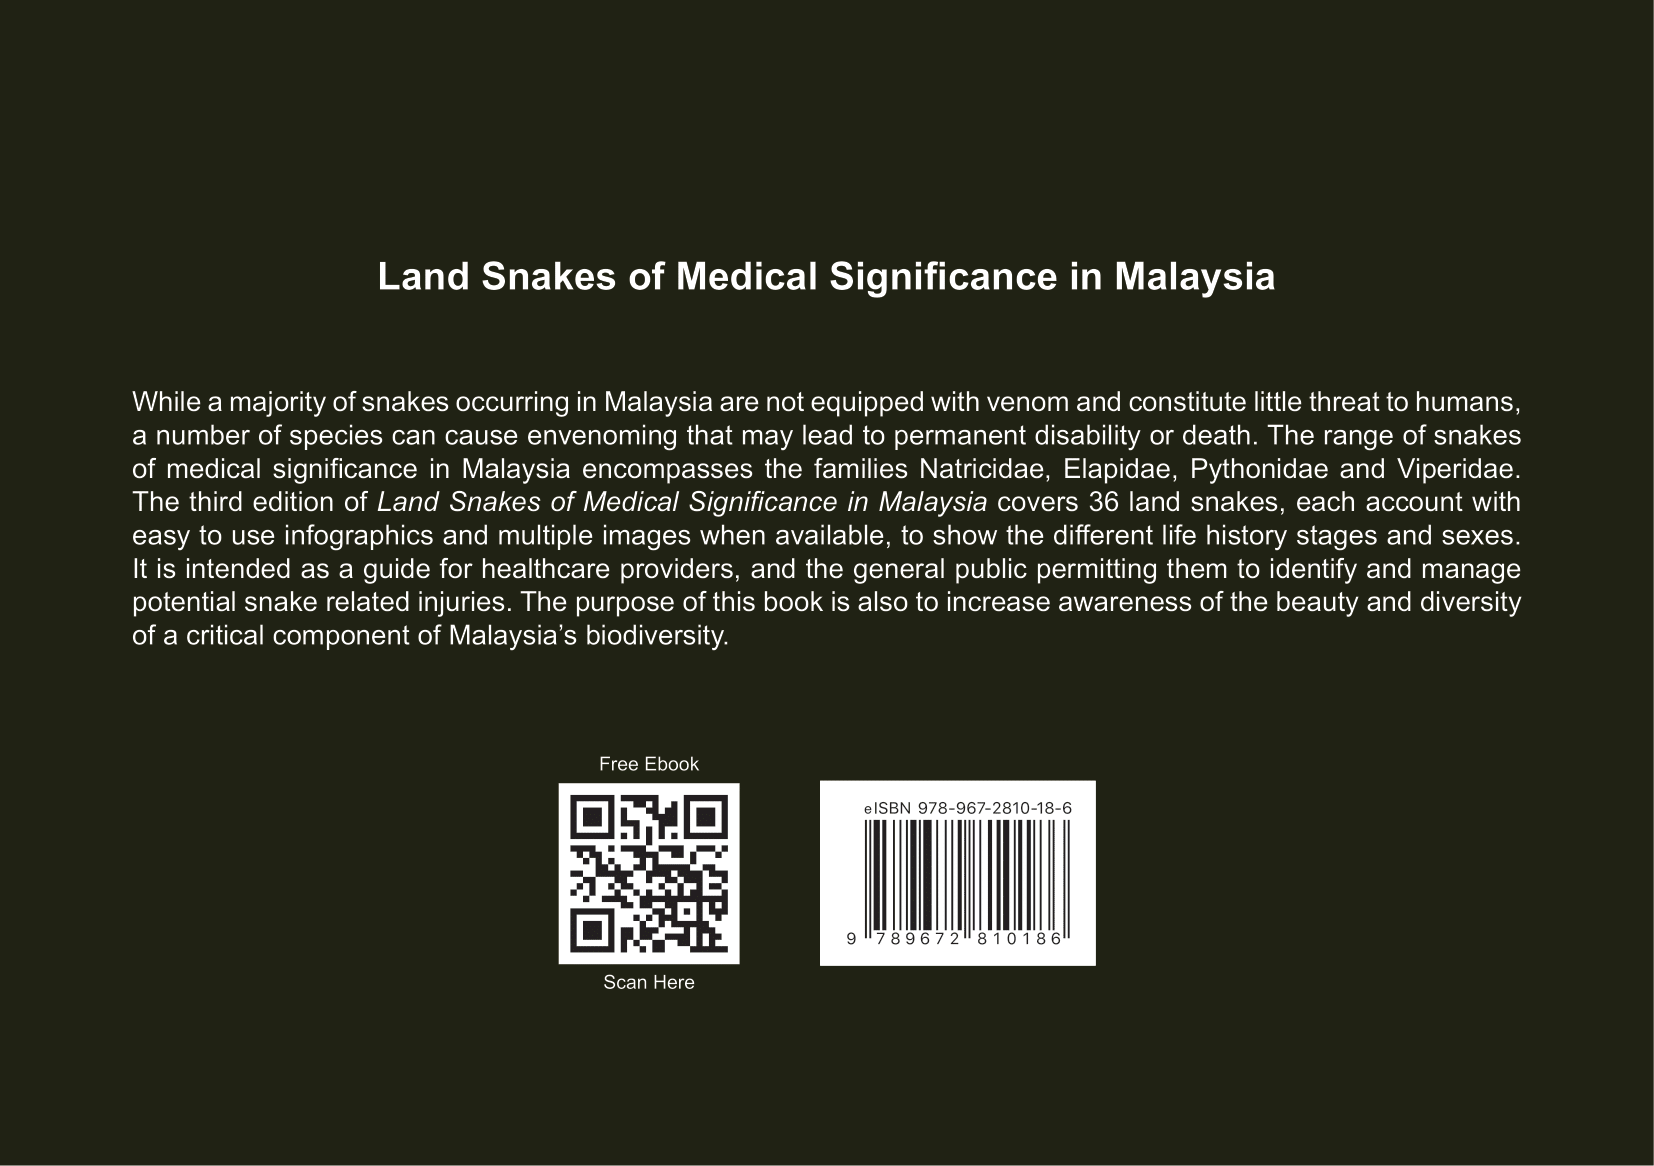 Land Snakes of Medical Significance in Malaysia
While a majority of snakes occurring in Malaysia are not equipped with venom and constitute little threat to humans,
a number of species can cause envenoming that may lead to permanent disability or death. The range of snakes
of medical significance in Malaysia encompasses the families Natricidae, Elapidae, Pythonidae and Viperidae.
The third edition of Land Snakes of Medical Significance in Malaysia covers 36 land snakes, each account with
easy to use infographics and multiple images when available, to show the different life history stages and sexes.
It is intended as a guide for healthcare providers, and the general public permitting them to identify and manage
potential snake related injuries. The purpose of this book is also to increase awareness of the beauty and diversity
of a critical component of Malaysia’s biodiversity.
Free Ebook
Scan Here
eISBN 978-967-2810-18-6
9 789672 810186